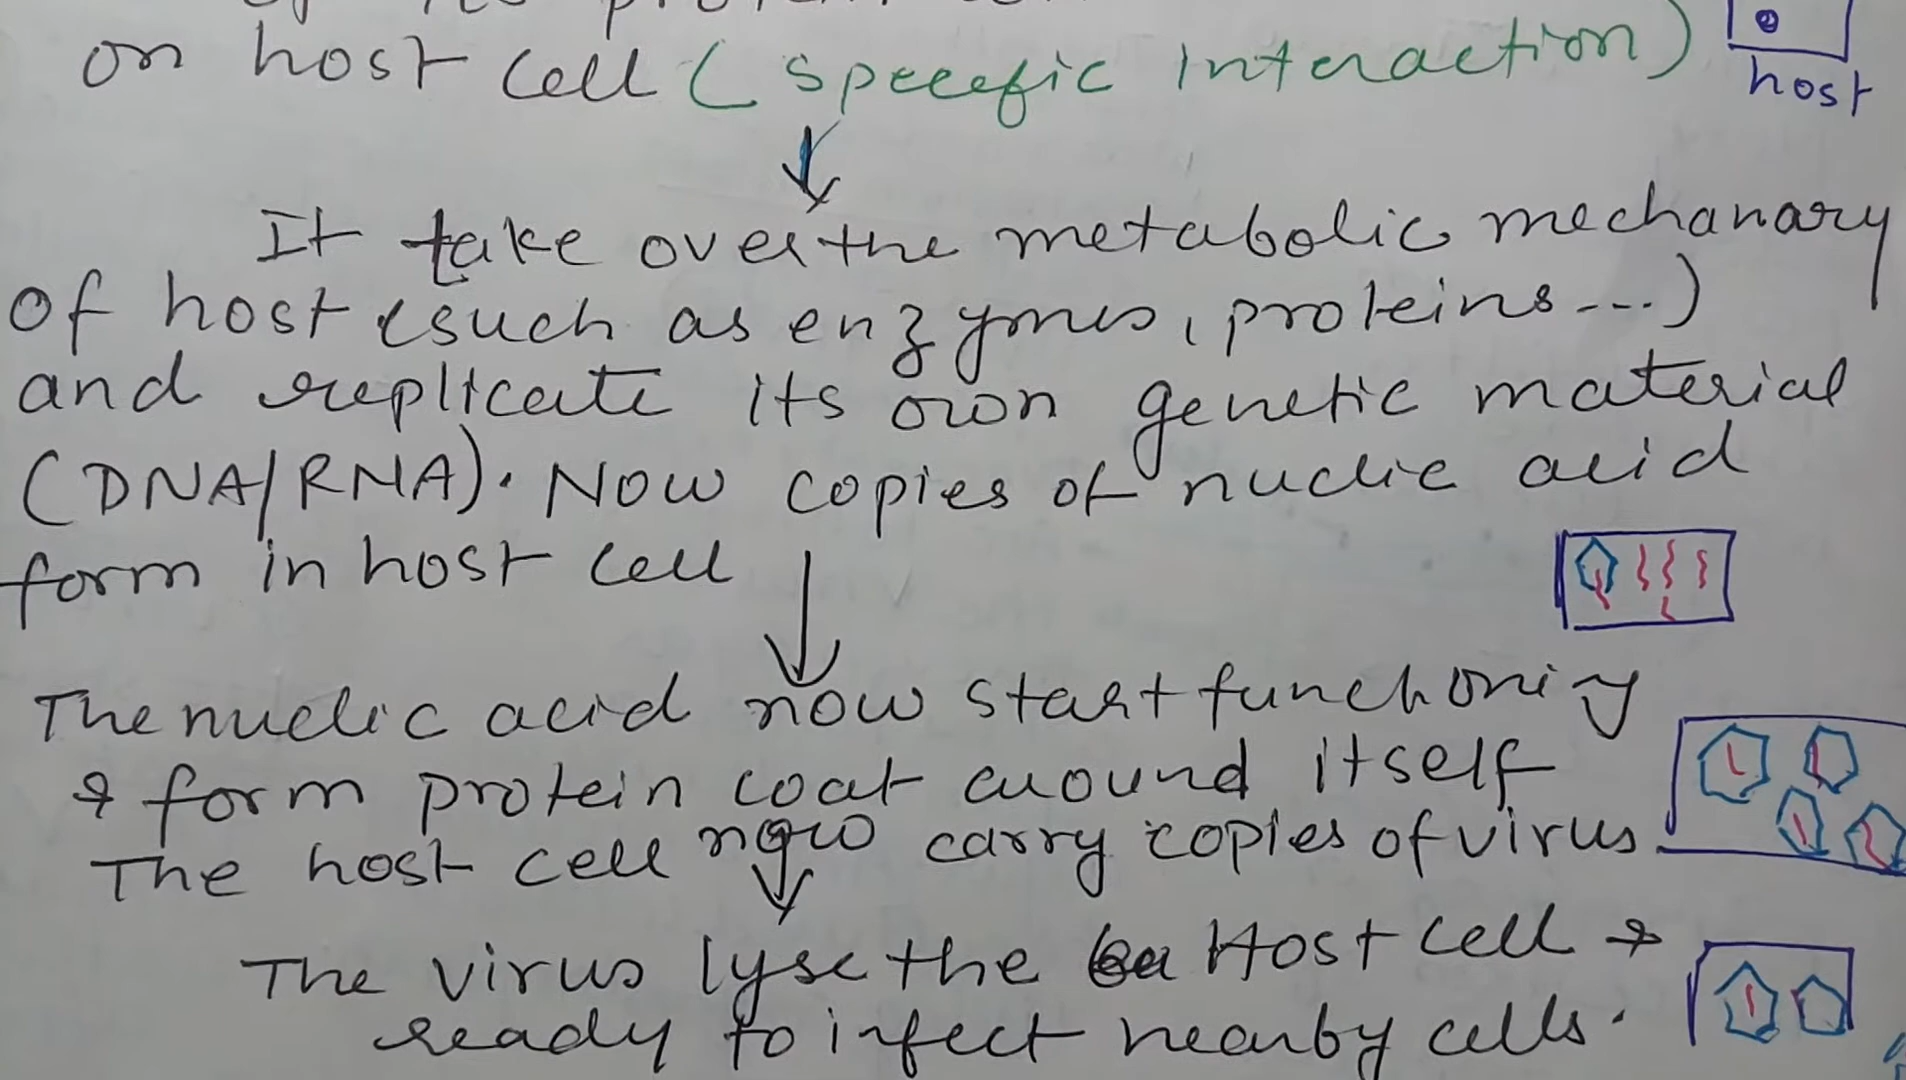 on host cell (specefic Interaction)
host
It take over the metabolic mechanary
of host (such as enzymes, proteins---)
and replicate its own genetic material
(DNA/RNA). Now copies of nuclic acid
form in host cell
The nuclic acid now start functioning
& form protein coat around itself
The host cell now carry copies of virus
The virus lyse the Host cell &
ready to infect nearby cells.